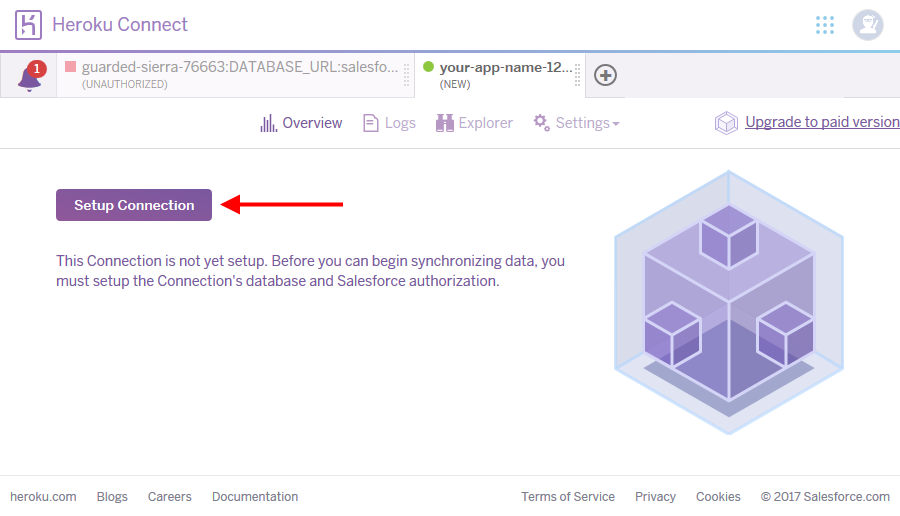 Heroku Connect
1
guarded-sierra-76663:DATABASE_URL:salesfo...
(UNAUTHORIZED)
your-app-name-12...
(NEW)
Overview
Logs
Explorer
Settings
Upgrade to paid version
Setup Connection
This Connection is not yet setup. Before you can begin synchronizing data, you
must setup the Connection's database and Salesforce authorization.
heroku.com Blogs Careers Documentation
Terms of Service Privacy Cookies © 2017 Salesforce.com